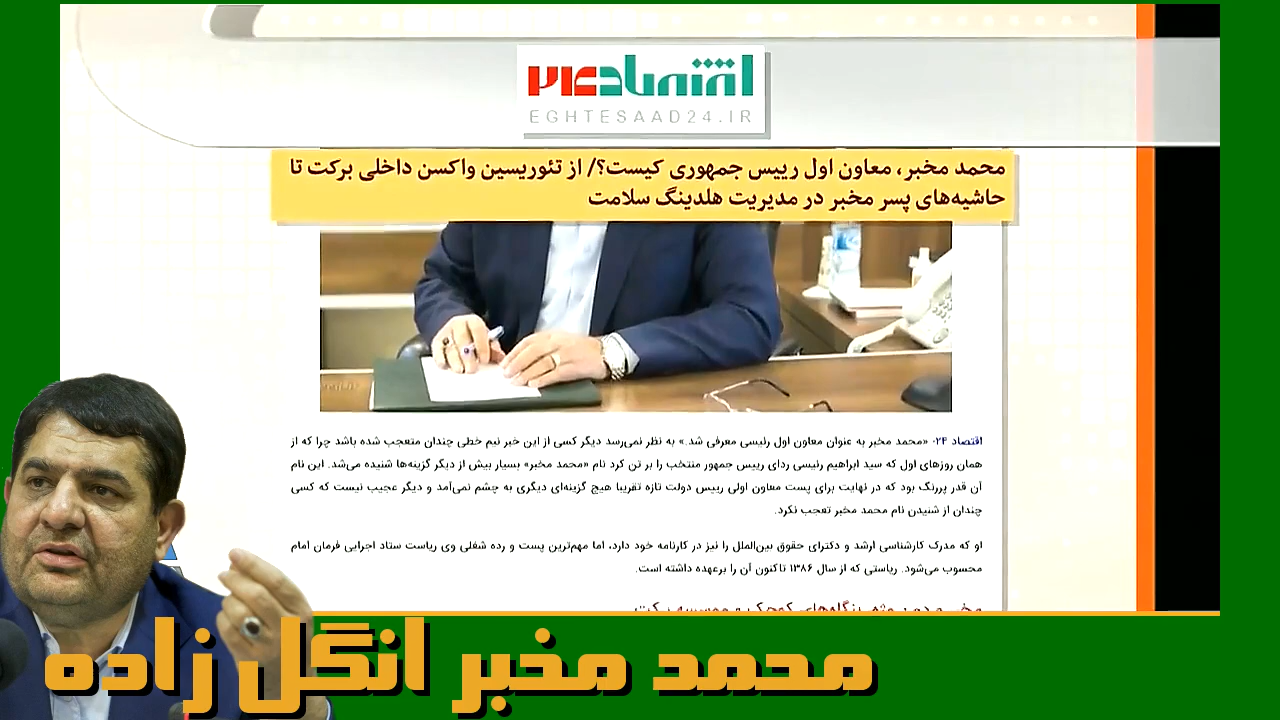 اقتصاد۲۴
EGHTESAAD24.IR
محمد مخبر، معاون اول رییس جمهوری کیست؟/ از تئوریسین واکسن داخلی برکت تا
حاشیه‌های پسر مخبر در مدیریت هلدینگ سلامت
اقتصاد ۲۴- «محمد مخبر به عنوان معاون اول رئیسی معرفی شد.» به نظر نمی‌رسد دیگر کسی از این خبر نیم خطی چندان متعجب شده باشد چرا که از
همان روزهای اول که سید ابراهیم رئیسی ردای رییس جمهور منتخب را بر تن کرد نام «محمد مخبر» بسیار بیش از دیگر گزینه‌ها شنیده می‌شد. این نام
آن قدر پررنگ بود که در نهایت برای پست معاون اولی رییس دولت تازه تقریبا هیچ گزینه‌ای دیگری به چشم نمی‌آمد و دیگر عجیب نیست که کسی
چندان از شنیدن نام محمد مخبر تعجب نکرد.
او که مدرک کارشناسی ارشد و دکترای حقوق بین‌الملل را نیز در کارنامه خود دارد، اما مهم‌ترین پست و رده شغلی وی ریاست ستاد اجرایی فرمان امام
محسوب می‌شود. ریاستی که از سال ۱۳۸۶ تاکنون آن را برعهده داشته است.
محمد مخبر انگل زاده